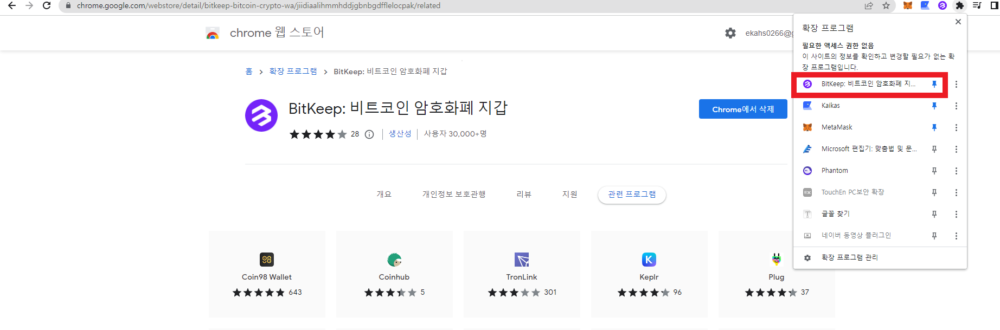 chrome.google.com/webstore/detail/bitkeep-bitcoin-crypto-wa/jiidiaalihmmhddjgbnbgdfflelocpak/related
chrome 웹 스토어
ekahs0266@g
홈 > 확장 프로그램 > BitKeep: 비트코인 암호화폐 지갑
BitKeep: 비트코인 암호화폐 지갑
28 생산성 사용자 30,000+명
Chrome에서 삭제
개요 개인정보 보호관행 리뷰 지원 관련 프로그램
98
Coin98 Wallet
643
Coinhub
5
TronLink
301
K
Keplr
96
Plug
37
확장 프로그램
필요한 액세스 권한 없음
이 사이트의 정보를 확인하고 변경할 필요가 없는 확
장 프로그램입니다.
BitKeep: 비트코인 암호화폐 지...
Kaikas
MetaMask
Microsoft 편집기: 맞춤법 및 문...
Phantom
TouchEn PC보안 확장
글꼴 찾기
네이버 동영상 플러그인
확장 프로그램 관리